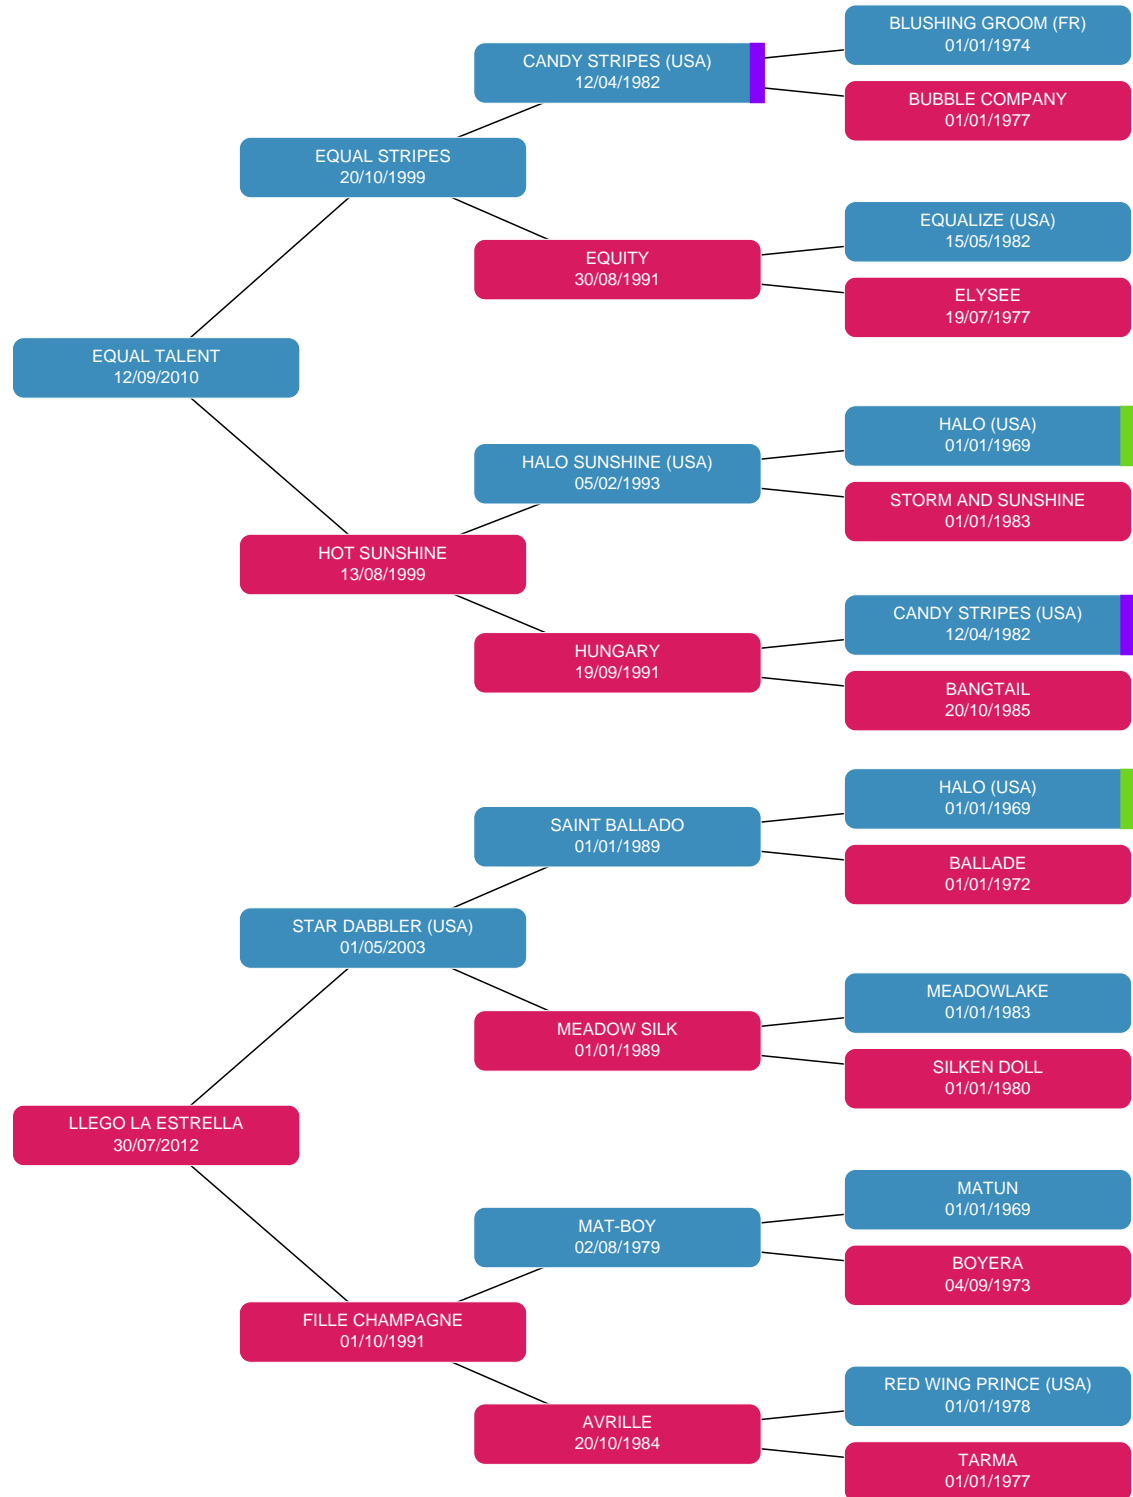 BLUSHING GROOM (FR)
01/01/1974
CANDY STRIPES (USA)
12/04/1982
BUBBLE COMPANY
01/01/1977
EQUAL STRIPES
20/10/1999
EQUALIZE (USA)
15/05/1982
EQUITY
30/08/1991
ELYSEE
19/07/1977
EQUAL TALENT
12/09/2010
HALO (USA)
01/01/1969
HALO SUNSHINE (USA)
05/02/1993
STORM AND SUNSHINE
01/01/1983
HOT SUNSHINE
13/08/1999
CANDY STRIPES (USA)
12/04/1982
HUNGARY
19/09/1991
BANGTAIL
20/10/1985
HALO (USA)
01/01/1969
SAINT BALLADO
01/01/1989
BALLADE
01/01/1972
STAR DABBLER (USA)
01/05/2003
MEADOWLAKE
01/01/1983
MEADOW SILK
01/01/1989
SILKEN DOLL
01/01/1980
LLEGO LA ESTRELLA
30/07/2012
MATUN
01/01/1969
MAT-BOY
02/08/1979
BOYERA
04/09/1973
FILLE CHAMPAGNE
01/10/1991
RED WING PRINCE (USA)
01/01/1978
AVRILLE
20/10/1984
TARMA
01/01/1977